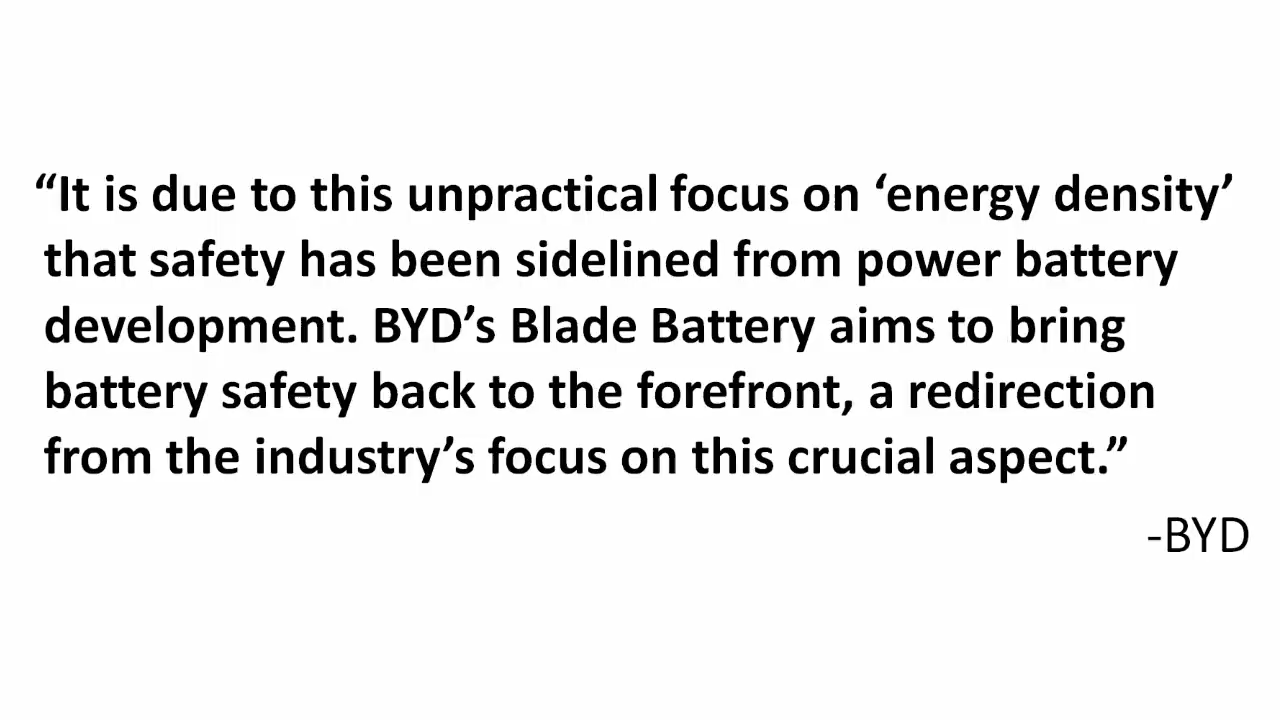 “It is due to this unpractical focus on ‘energy density’
that safety has been sidelined from power battery
development. BYD’s Blade Battery aims to bring
battery safety back to the forefront, a redirection
from the industry’s focus on this crucial aspect.”
-BYD